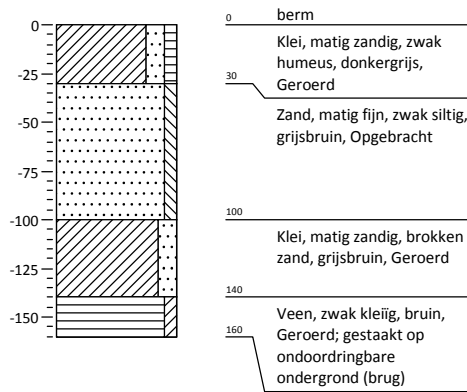 0
-25
-50
-75
-100
-125
-150
0
berm
Klei, matig zandig, zwak
humeus, donkergrijs,
Geroerd
30
Zand, matig fijn, zwak siltig,
grijsbruin, Opgebracht
100
Klei, matig zandig, brokken
zand, grijsbruin, Geroerd
140
Veen, zwak kleiïg, bruin,
Geroerd; gestaakt op
ondoordringbare
ondergrond (brug)
160